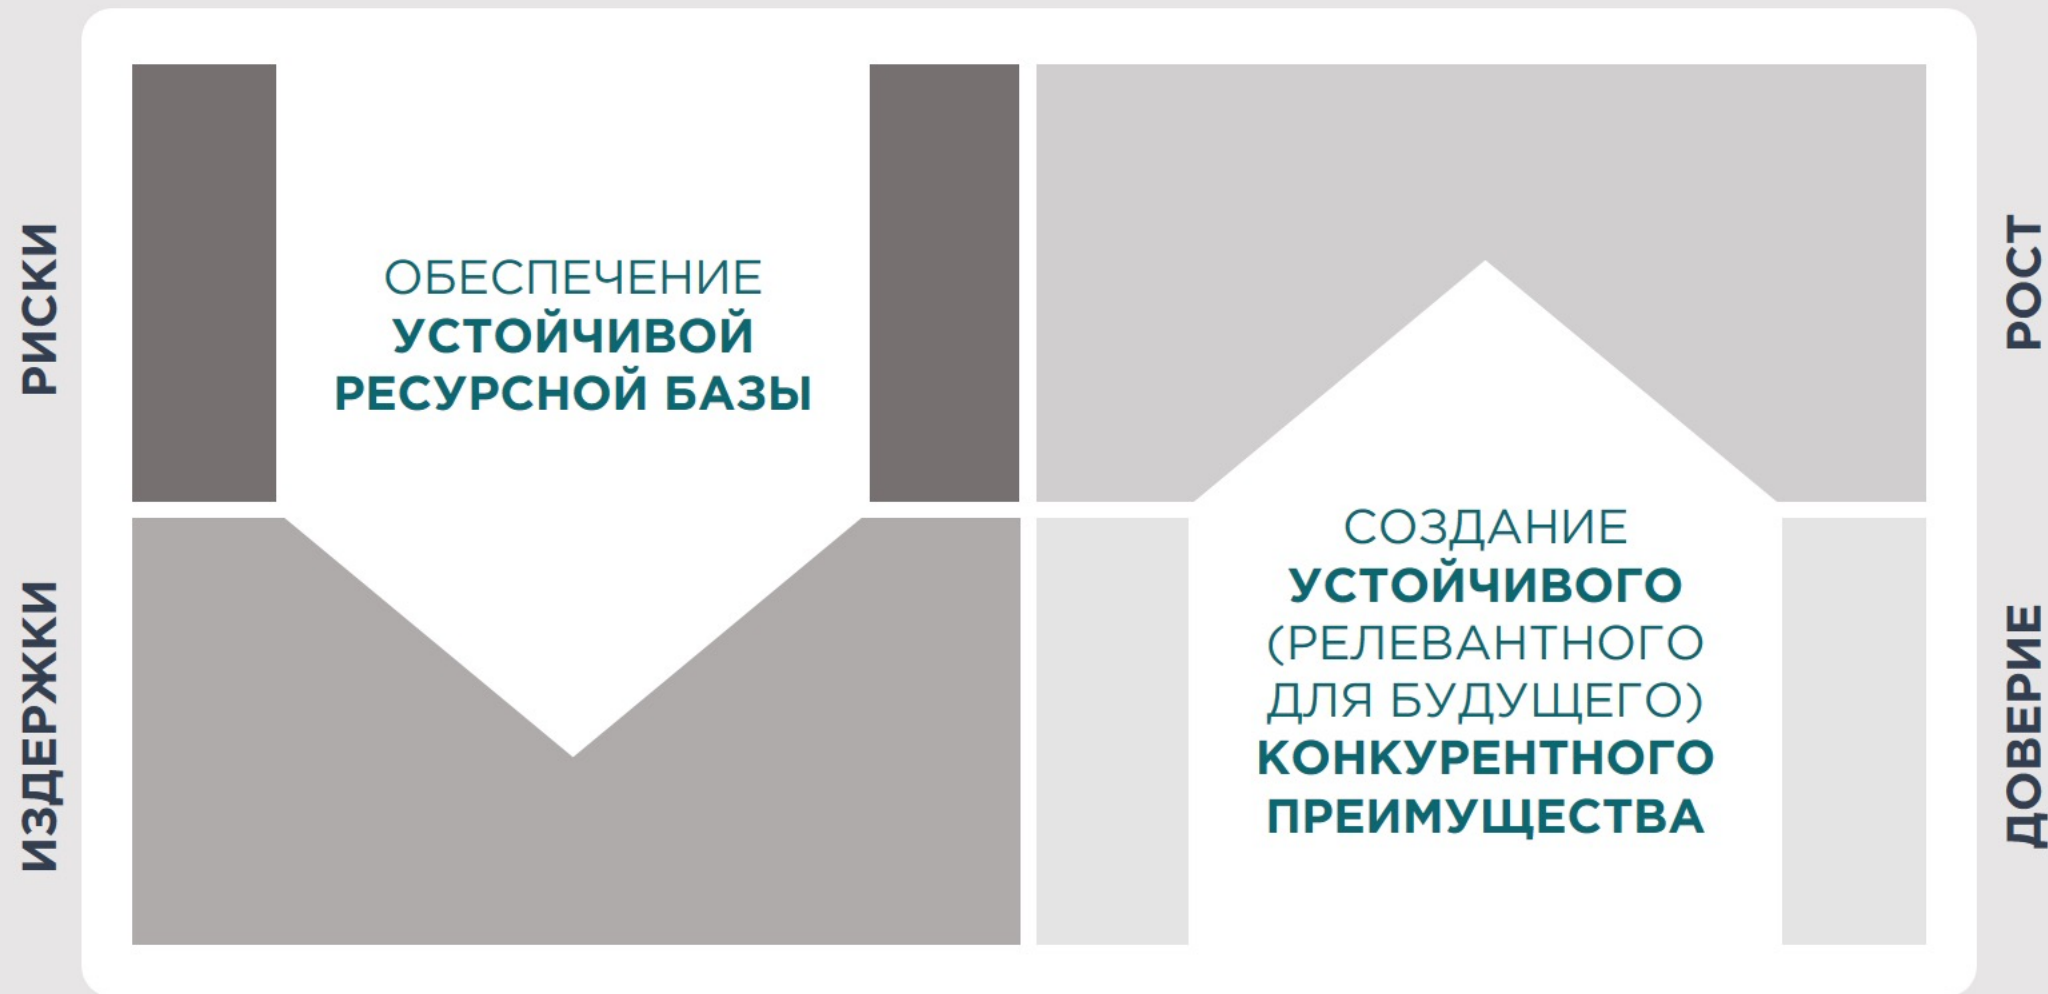 РИСКИ
ИЗДЕРЖКИ
ОБЕСПЕЧЕНИЕ
УСТОЙЧИВОЙ
РЕСУРСНОЙ БАЗЫ
СОЗДАНИЕ
УСТОЙЧИВОГО
(РЕЛЕВАНТНОГО
ДЛЯ БУДУЩЕГО)
КОНКУРЕНТНОГО
ПРЕИМУЩЕСТВА
РОСТ
ДОВЕРИЕ